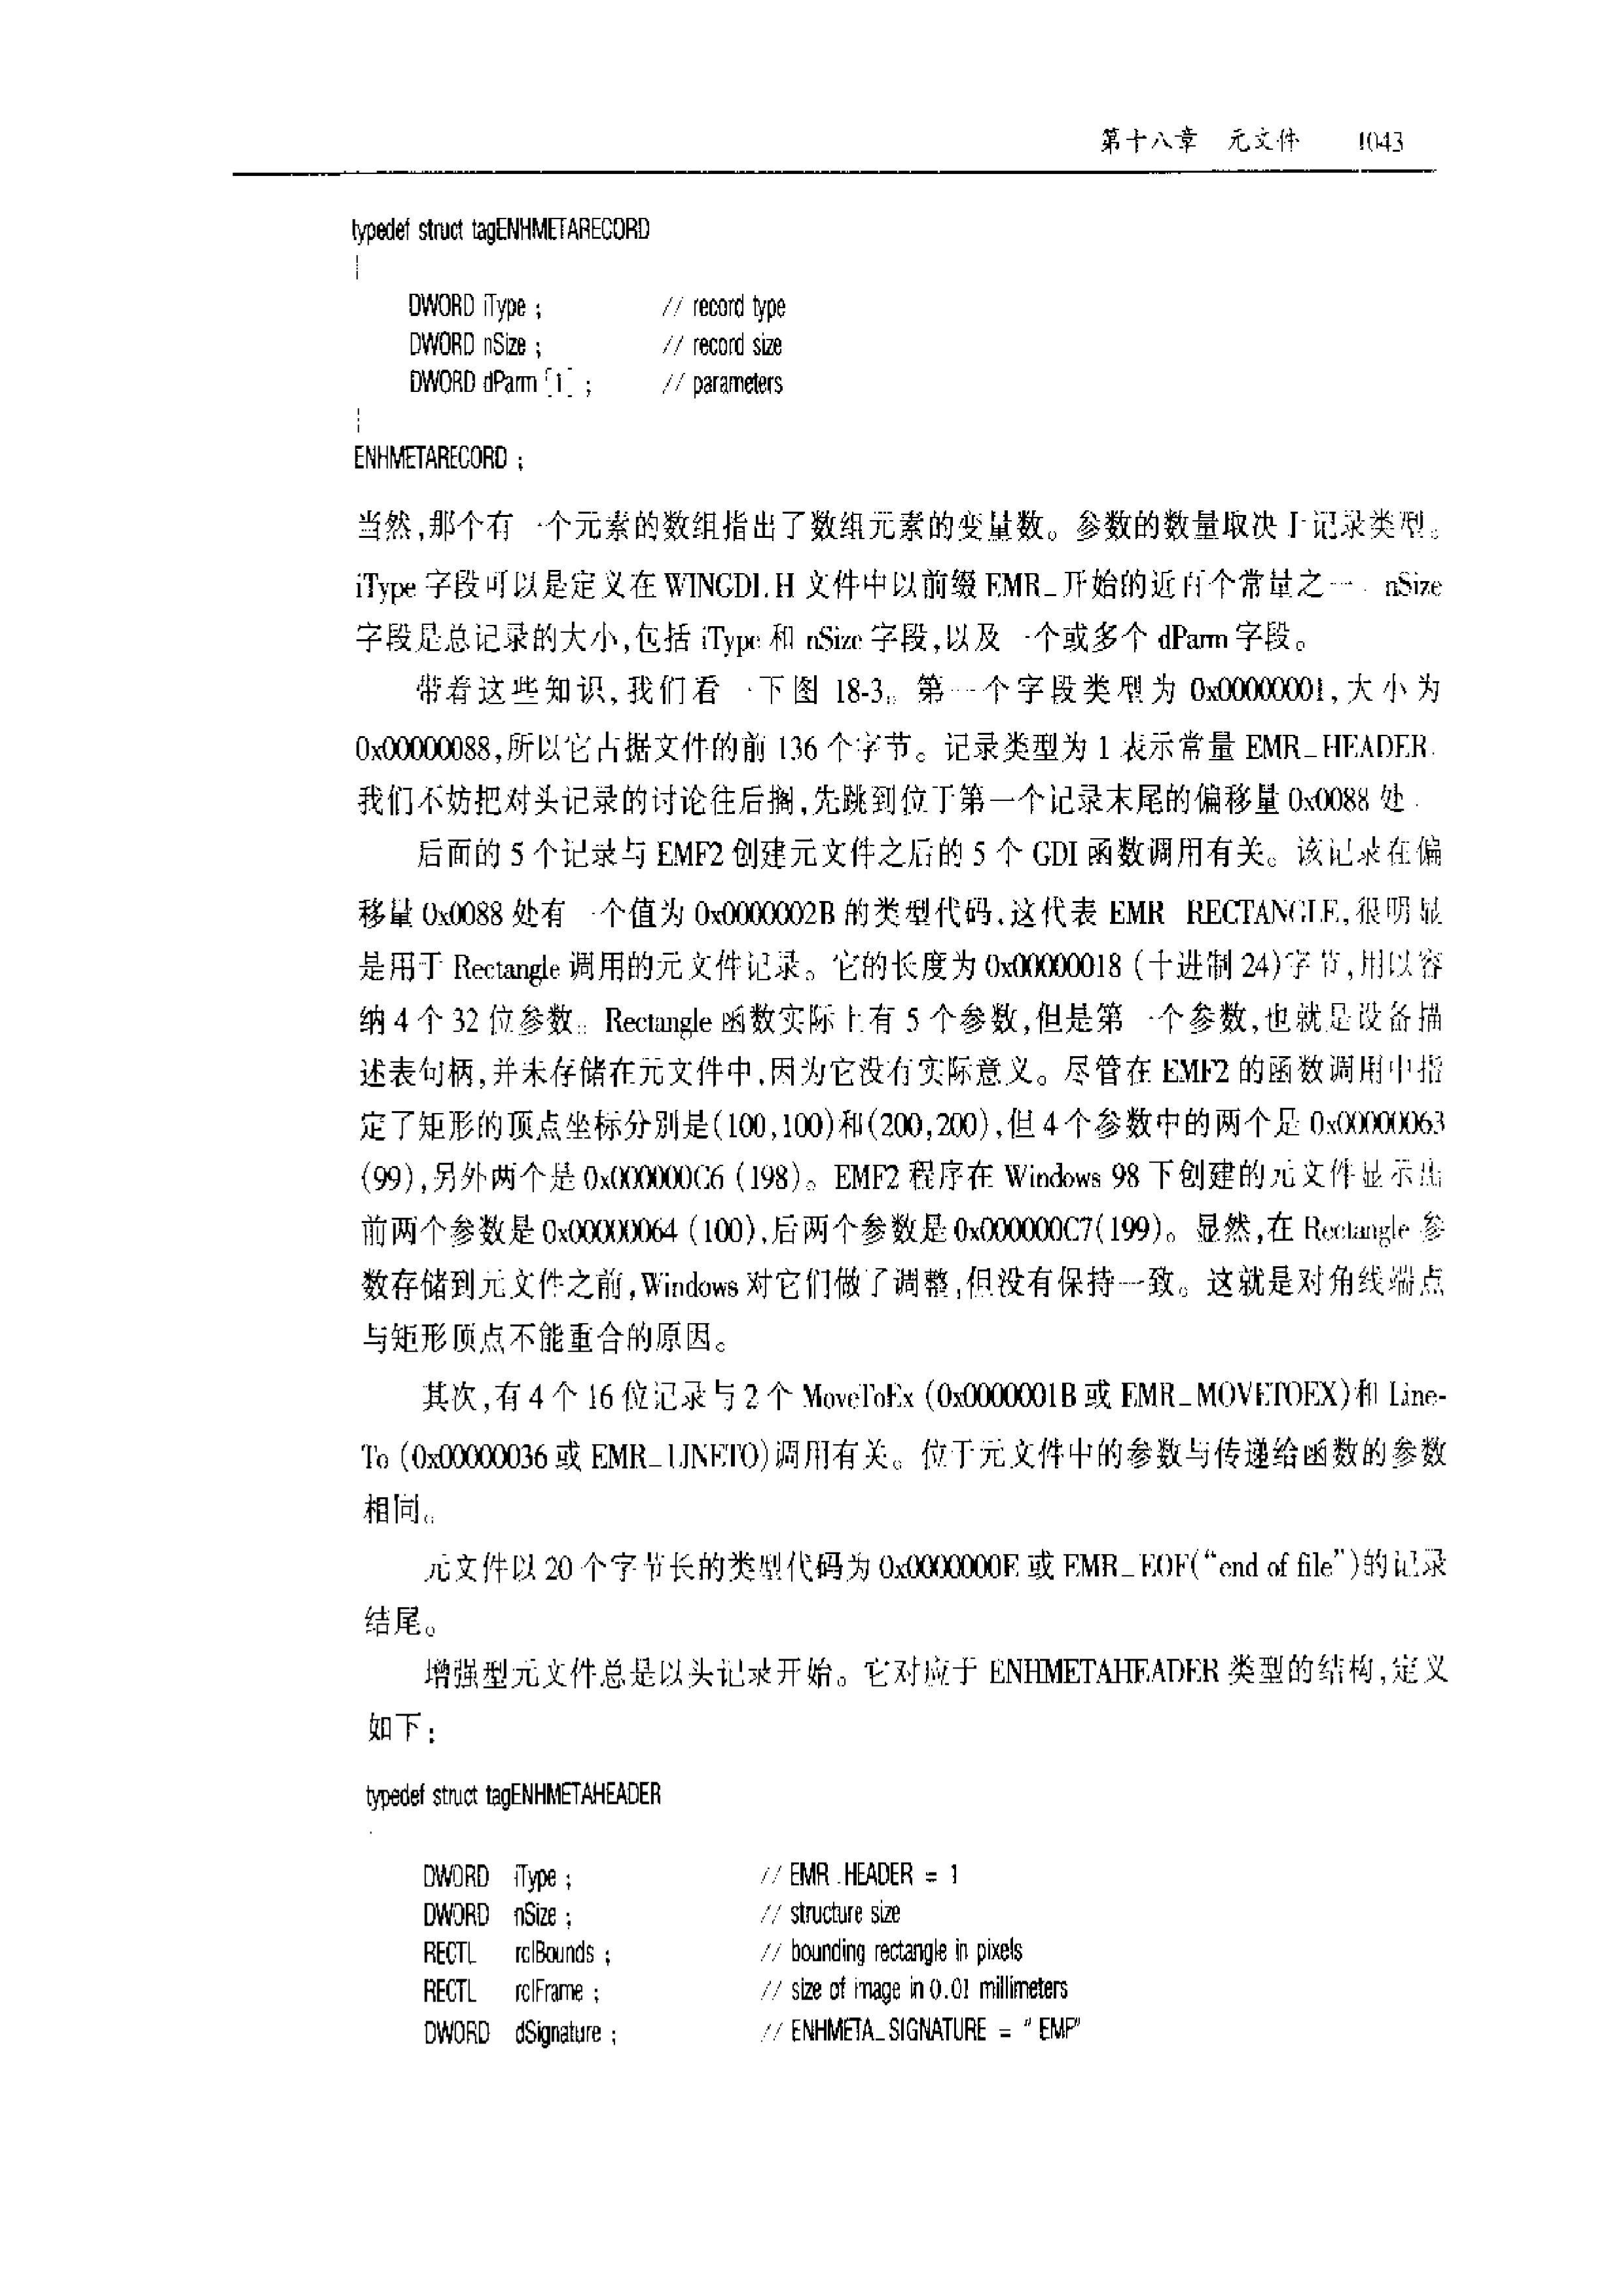 第十八章 元文件 1043
typedef struct tagENHMETARECORD
{
DWORD iType ; // record type
DWORD nSize ; // record size
DWORD dParm [1] ; // parameters
}
ENHMETARECORD ;
当然,那个有一个元素的数组指出了数组元素的变量数。参数的数量取决于记录类型。
iType 字段可以是定义在 WINGDI.H 文件中以前缀 EMR_开始的近百个常量之一。nSize
字段是总记录的大小,包括 iType 和 nSize 字段,以及一个或多个 dParm 字段。
带着这些知识,我们看一下图 18-3。第一个字段类型为 0x00000001,大小为
0x00000088,所以它占据文件的前 136 个字节。记录类型为 1 表示常量 EMR_HEADER。
我们不妨把对头记录的讨论往后搁,先跳到位于第一个记录末尾的偏移量 0x0088 处。
后面的 5 个记录与 EMF2 创建元文件之后的 5 个 GDI 函数调用有关。该记录在偏
移量 0x0088 处有一个值为 0x0000002B 的类型代码,这代表 EMR_RECTANGLE,很明显
是用于 Rectangle 调用的元文件记录。它的长度为 0x00000018 (十进制 24)字节,用以容
纳 4 个 32 位参数。Rectangle 函数实际上有 5 个参数,但是第一个参数,也就是设备描
述表句柄,并未存储在元文件中,因为它没有实际意义。尽管在 EMF2 的函数调用中指
定了矩形的顶点坐标分别是(100,100)和(200,200),但 4 个参数中的两个是 0x00000063
(99),另外两个是 0x000000C6 (198)。EMF2 程序在 Windows 98 下创建的元文件显示出
前两个参数是 0x00000064 (100),后两个参数是 0x000000C7(199)。显然,在 Rectangle 参
数存储到元文件之前,Windows 对它们做了调整,但没有保持一致。这就是对角线端点
与矩形顶点不能重合的原因。
其次,有 4 个 16 位记录与 2 个 MoveToEx (0x0000001B 或 EMR_MOVETOEX)和 Line-
To (0x00000036 或 EMR_LINETO)调用有关。位于元文件中的参数与传递给函数的参数
相同。
元文件以 20 个字节长的类型代码为 0x0000000E 或 EMR_EOF(“end of file”)的记录
结尾。
增强型元文件总是以头记录开始。它对应于 ENHMETAHEADER 类型的结构,定义
如下:
typedef struct tagENHMETAHEADER
DWORD iType ; // EMR_HEADER = 1
DWORD nSize ; // structure size
RECTL rclBounds ; // bounding rectangle in pixels
RECTL rclFrame ; // size of image in 0.01 millimeters
DWORD dSignature ; // ENHMETA_SIGNATURE = " EMF"